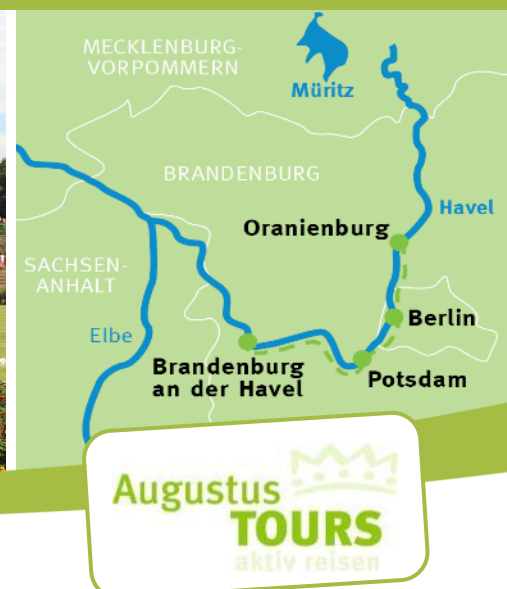 MECKLENBURG-
VORPOMMERN
Müritz
BRANDENBURG
Havel
Oranienburg
SACHSEN-
ANHALT
Elbe
Berlin
Brandenburg
an der Havel
Potsdam
Augustus
TOURS
aktiv reisen